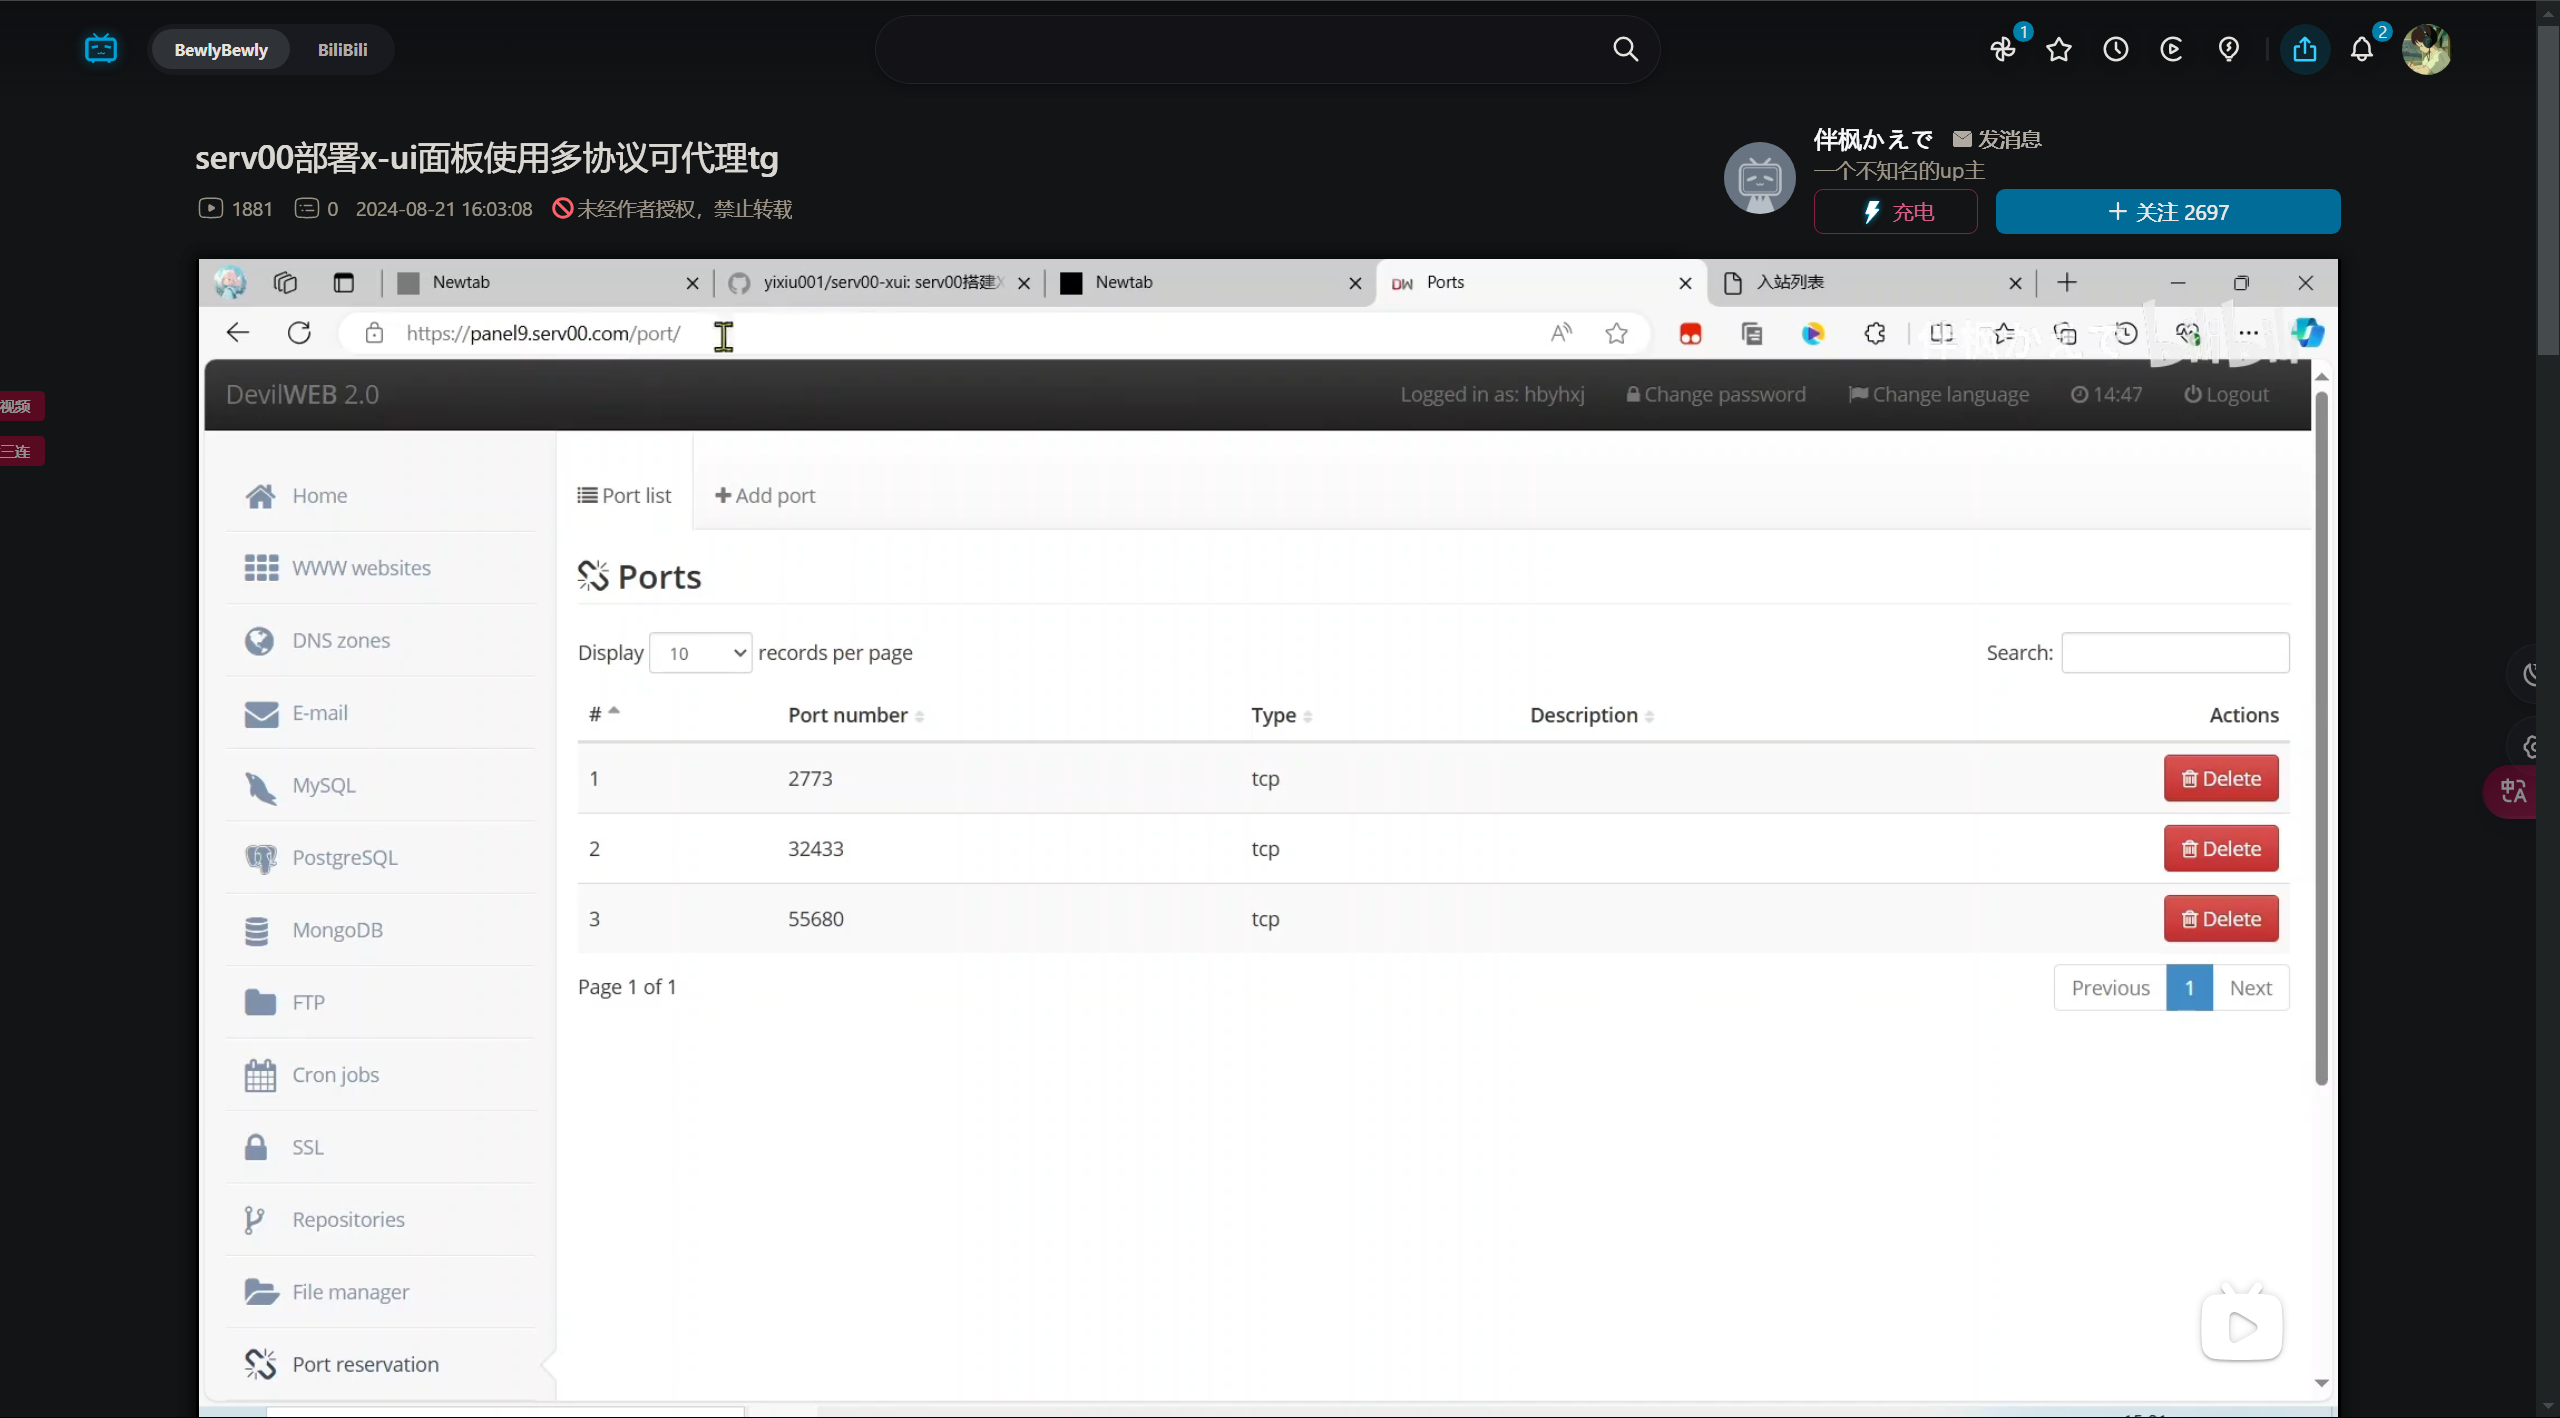 BewlyBewly BiliBili
1
2
serv00部署x-ui面板使用多协议可代理tg
1881 0 2024-08-21 16:03:08 未经作者授权，禁止转载
伴枫かえで 发消息
一个不知名的up主
充电
+ 关注 2697
Newtab
yixiu001/serv00-xui: serv00搭建X
Newtab
DW Ports
入站列表
https://panel9.serv00.com/port/
伴枫かえで bilibili
DevilWEB 2.0
Logged in as: hbyhxj Change password Change language 14:47 Logout
视频
三连
Home
WWW websites
DNS zones
E-mail
MySQL
PostgreSQL
MongoDB
FTP
Cron jobs
SSL
Repositories
File manager
Port reservation
Port list Add port
Ports
Display 10 records per page Search:
# Port number Type Description Actions
1 2773 tcp Delete
2 32433 tcp Delete
3 55680 tcp Delete
Page 1 of 1 Previous 1 Next